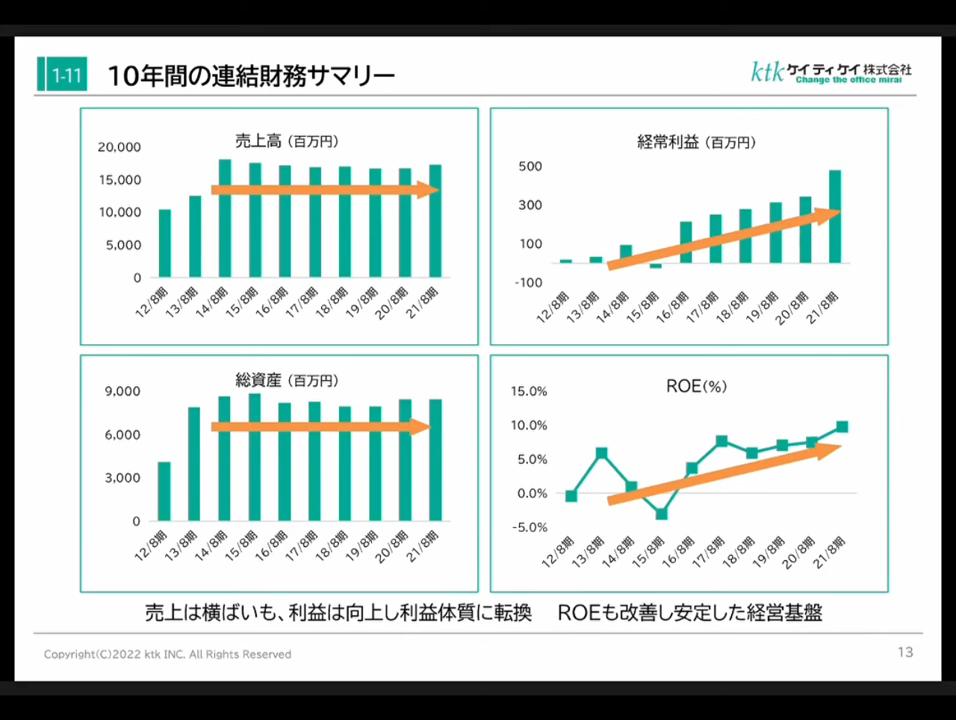 1-11
10年間の連結財務サマリー
ktk ケイティケイ株式会社
Change the office mirai
売上高（百万円）
20,000
15,000
10,000
5,000
0
12/8期 13/8期 14/8期 15/8期 16/8期 17/8期 18/8期 19/8期 20/8期 21/8期
経常利益（百万円）
500
300
100
-100
12/8期 13/8期 14/8期 15/8期 16/8期 17/8期 18/8期 19/8期 20/8期 21/8期
総資産（百万円）
9,000
6,000
3,000
0
12/8期 13/8期 14/8期 15/8期 16/8期 17/8期 18/8期 19/8期 20/8期 21/8期
ROE(%)
15.0%
10.0%
5.0%
0.0%
-5.0%
12/8期 13/8期 14/8期 15/8期 16/8期 17/8期 18/8期 19/8期 20/8期 21/8期
売上は横ばいも、利益は向上し利益体質に転換　ROEも改善し安定した経営基盤
Copyright(C)2022 ktk INC. All Rights Reserved
13